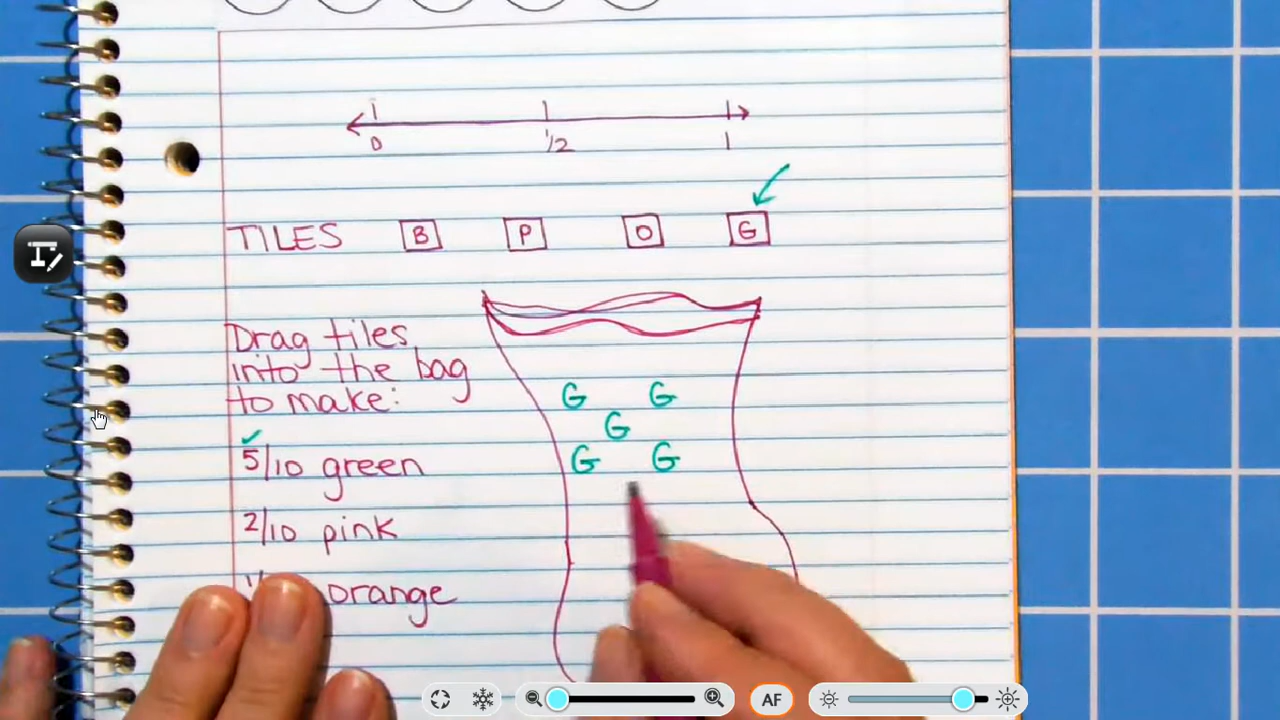 0 1/2 1
TILES B P O G
Drag tiles
into the bag
to make:
G G
G
5/10 green G G
2/10 pink
orange
AF